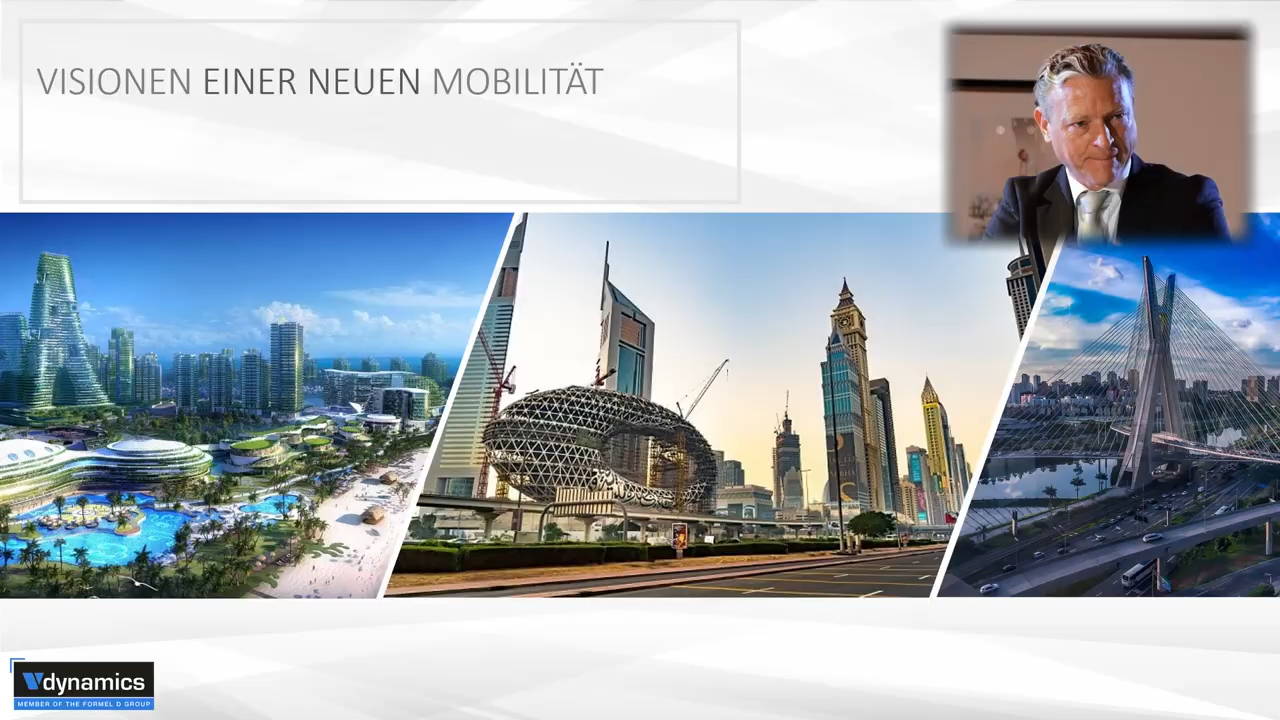 VISIONEN EINER NEUEN MOBILITÄT
Vdynamics
MEMBER OF THE FORMEL D GROUP